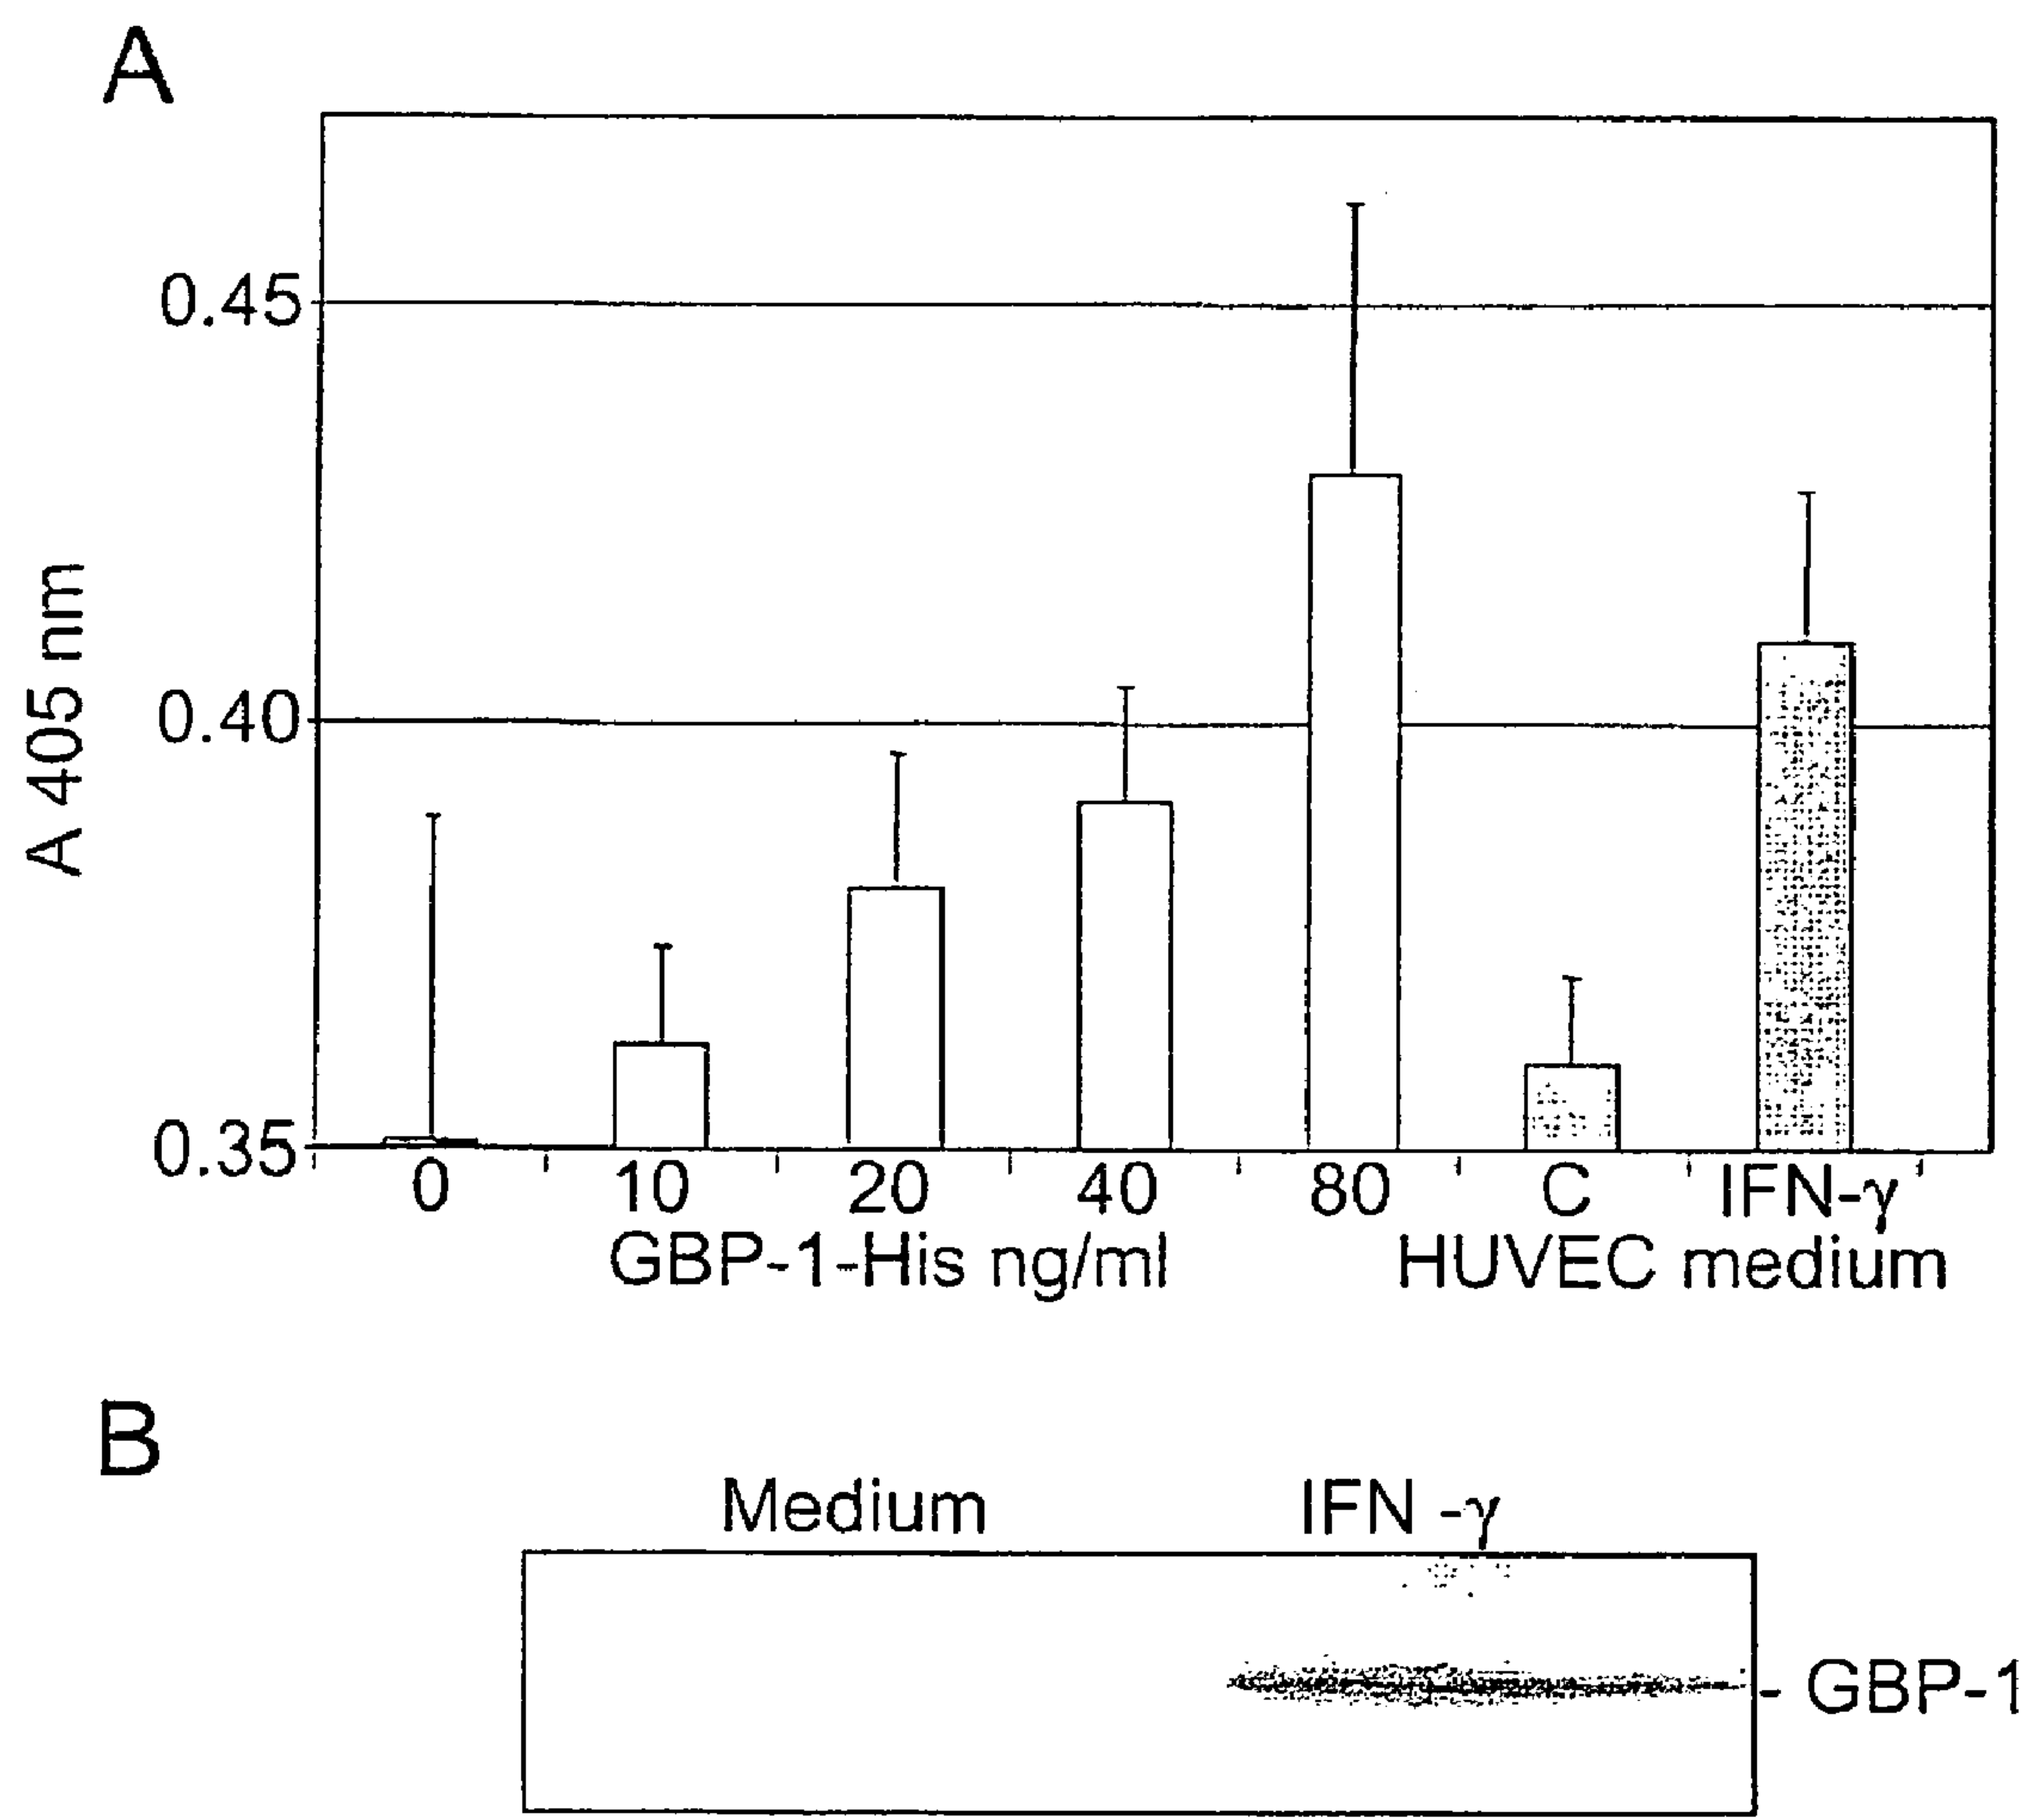 A
0.45
0.40
0.35
A 405 nm
0 10 20 40 80 C IFN-γ
GBP-1-His ng/ml HUVEC medium
B
Medium IFN -γ
- GBP-1